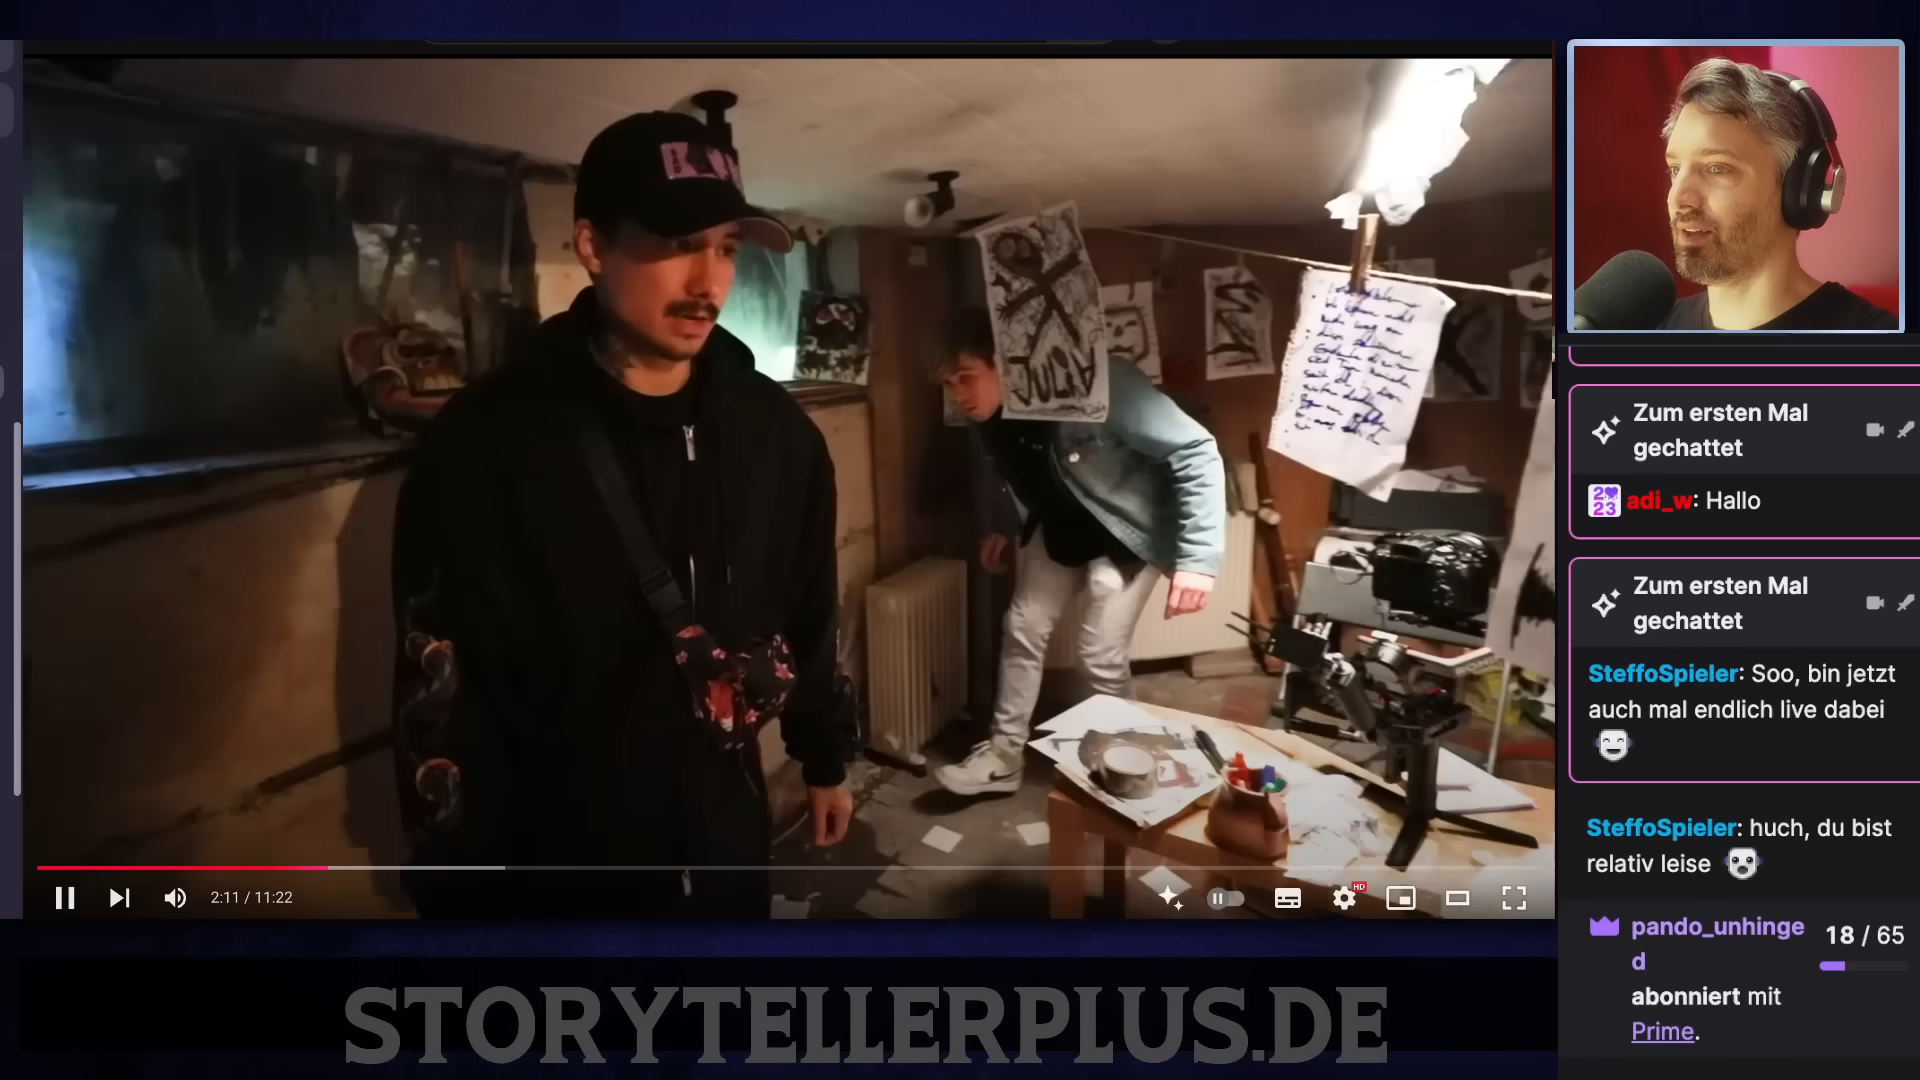 JULIA
2:11 / 11:22
HD
STORYTELLERPLUS.DE
Zum ersten Mal
gechattet
adi_w: Hallo
Zum ersten Mal
gechattet
SteffoSpieler: Soo, bin jetzt
auch mal endlich live dabei
SteffoSpieler: huch, du bist
relativ leise
pando_unhinge
d
18 / 65
abonniert mit
Prime.